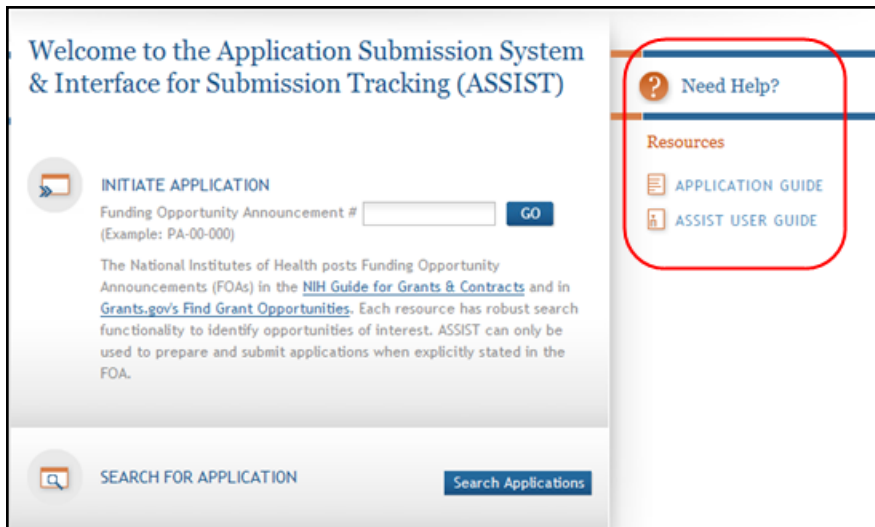 Welcome to the Application Submission System
& Interface for Submission Tracking (ASSIST)
INITIATE APPLICATION
Funding Opportunity Announcement #
GO
(Example: PA-00-000)
The National Institutes of Health posts Funding Opportunity
Announcements (FOAs) in the NIH Guide for Grants & Contracts and in
Grants.gov's Find Grant Opportunities. Each resource has robust search
functionality to identify opportunities of interest. ASSIST can only be
used to prepare and submit applications when explicitly stated in the
FOA.
SEARCH FOR APPLICATION
Search Applications
? Need Help?
Resources
APPLICATION GUIDE
ASSIST USER GUIDE